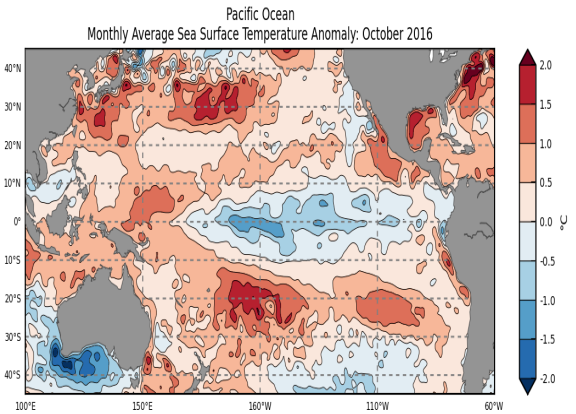 Pacific Ocean
Monthly Average Sea Surface Temperature Anomaly: October 2016
40°N
30°N
20°N
10°N
0°
10°S
20°S
30°S
40°S
100°E 150°E 160°W 110°W 60°W
2.0
1.5
1.0
0.5
0.0
-0.5
-1.0
-1.5
-2.0
°C